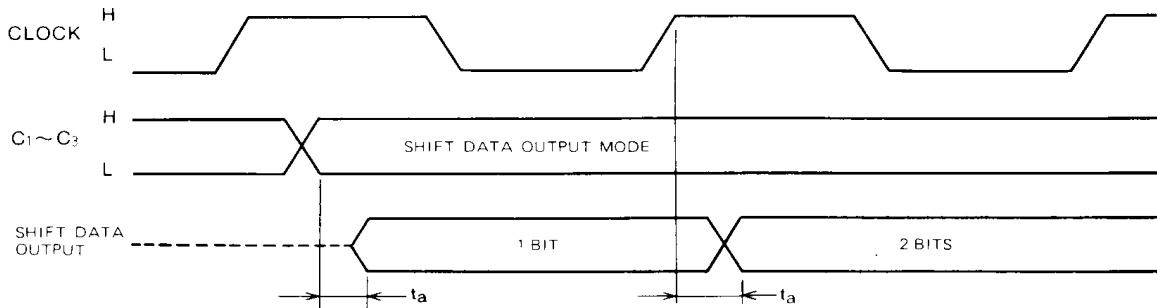 H
CLOCK
L
H
C₁~C₃
SHIFT DATA OUTPUT MODE
L
SHIFT DATA
OUTPUT
1 BIT
2 BITS
ta
ta